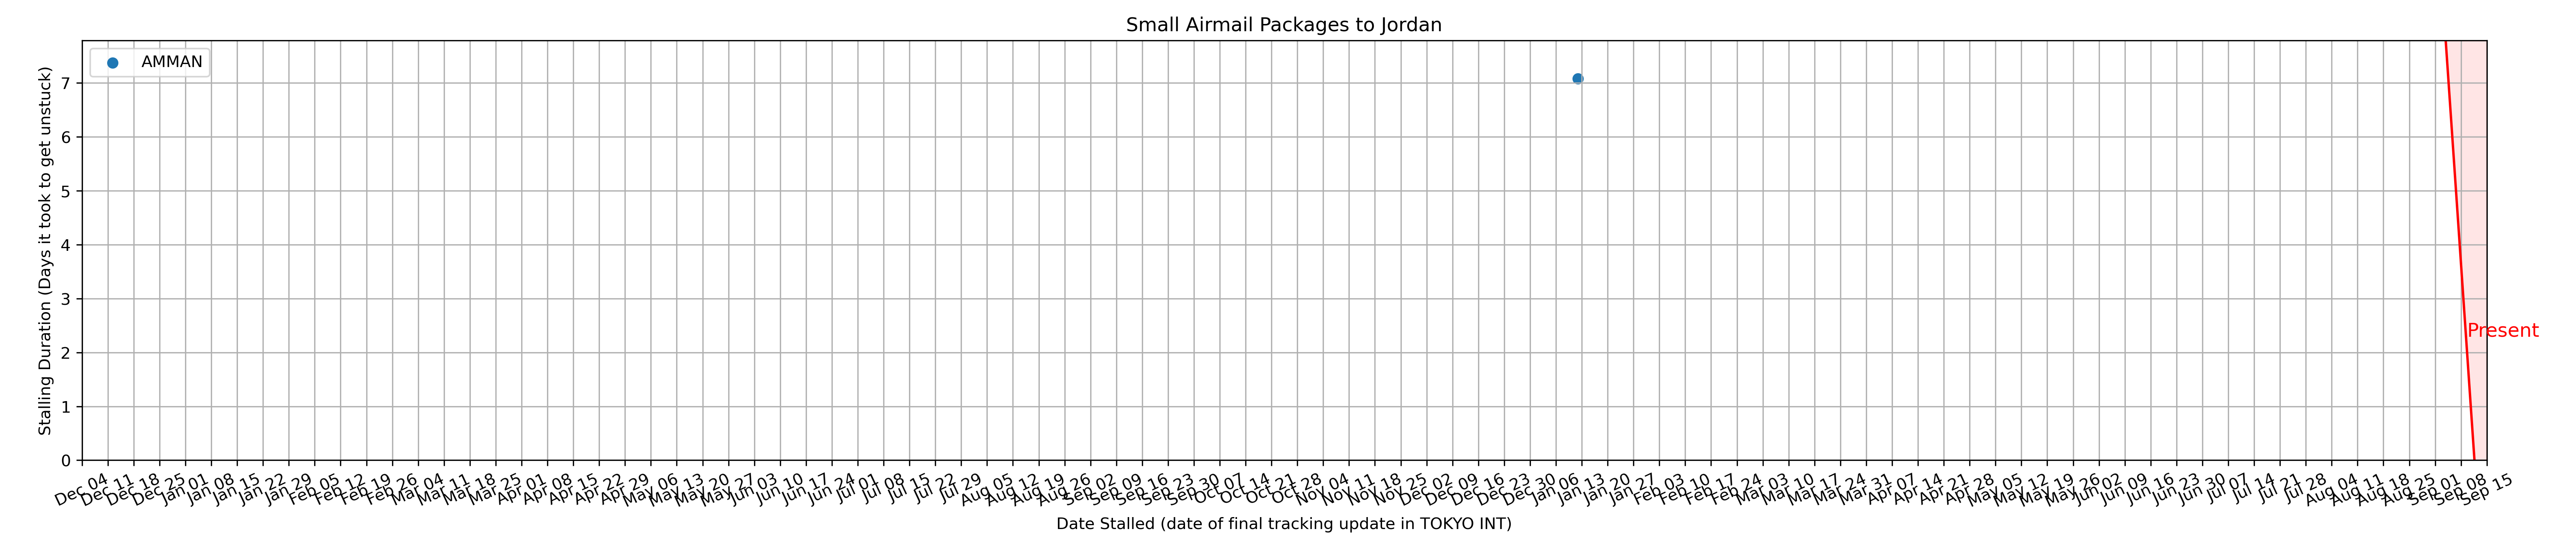 Small Airmail Packages to Jordan
AMMAN
Stalling Duration (Days it took to get unstuck)
7
6
5
4
3
2
1
0
Present
Dec 04
Dec 11
Dec 18
Dec 25
Jan 01
Jan 08
Jan 15
Jan 22
Jan 29
Feb 05
Feb 12
Feb 19
Feb 26
Mar 04
Mar 11
Mar 18
Mar 25
Apr 01
Apr 08
Apr 15
Apr 22
Apr 29
May 06
May 13
May 20
May 27
Jun 03
Jun 10
Jun 17
Jun 24
Jul 01
Jul 08
Jul 15
Jul 22
Jul 29
Aug 05
Aug 12
Aug 19
Aug 26
Sep 02
Sep 09
Sep 16
Sep 23
Sep 30
Oct 07
Oct 14
Oct 21
Oct 28
Nov 04
Nov 11
Nov 18
Nov 25
Dec 02
Dec 09
Dec 16
Dec 23
Dec 30
Jan 06
Jan 13
Jan 20
Jan 27
Feb 03
Feb 10
Feb 17
Feb 24
Mar 03
Mar 10
Mar 17
Mar 24
Mar 31
Apr 07
Apr 14
Apr 21
Apr 28
May 05
May 12
May 19
May 26
Jun 02
Jun 09
Jun 16
Jun 23
Jun 30
Jul 07
Jul 14
Jul 21
Jul 28
Aug 04
Aug 11
Aug 18
Aug 25
Sep 01
Sep 08
Sep 15
Date Stalled (date of final tracking update in TOKYO INT)